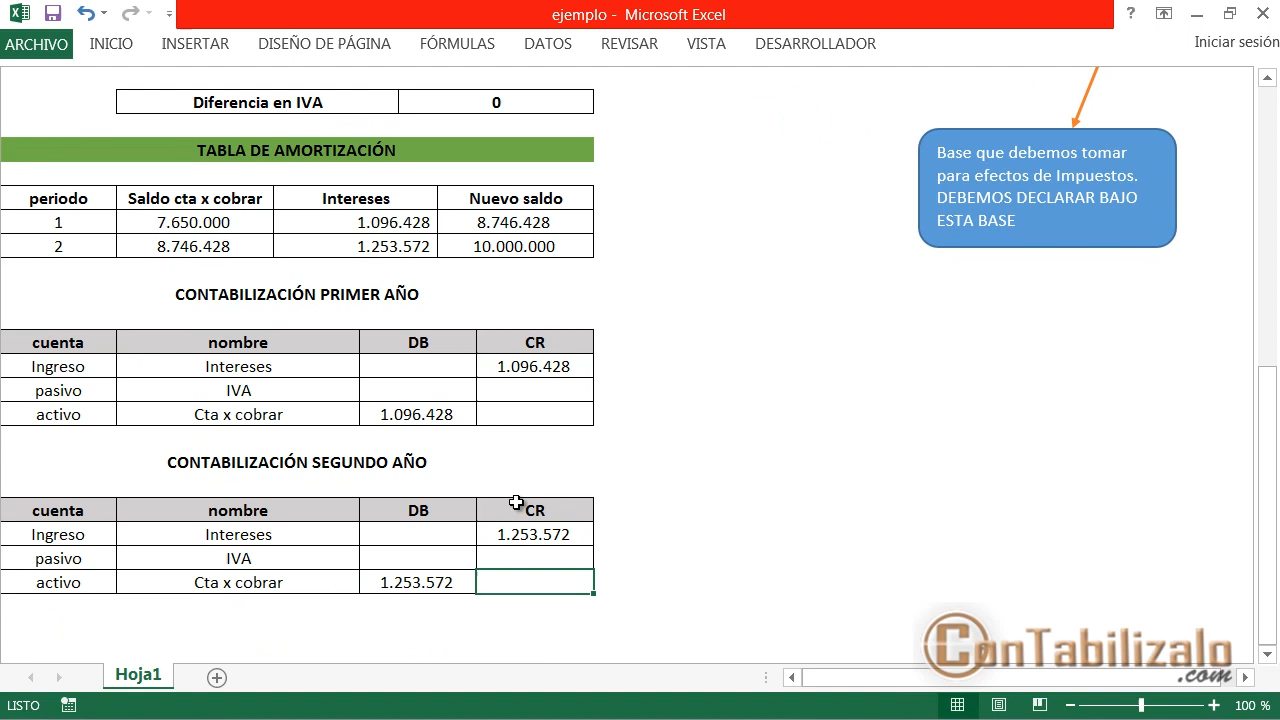 ejemplo - Microsoft Excel
?
ARCHIVO INICIO INSERTAR DISEÑO DE PÁGINA FÓRMULAS DATOS REVISAR VISTA DESARROLLADOR Iniciar sesión
Diferencia en IVA 0
TABLA DE AMORTIZACIÓN
periodo Saldo cta x cobrar Intereses Nuevo saldo
1 7.650.000 1.096.428 8.746.428
2 8.746.428 1.253.572 10.000.000
Base que debemos tomar
para efectos de Impuestos.
DEBEMOS DECLARAR BAJO
ESTA BASE
CONTABILIZACIÓN PRIMER AÑO
cuenta nombre DB CR
Ingreso Intereses 1.096.428
pasivo IVA
activo Cta x cobrar 1.096.428
CONTABILIZACIÓN SEGUNDO AÑO
cuenta nombre DB CR
Ingreso Intereses 1.253.572
pasivo IVA
activo Cta x cobrar 1.253.572
ConTabilizalo
.com
Hoja1
LISTO 100 %